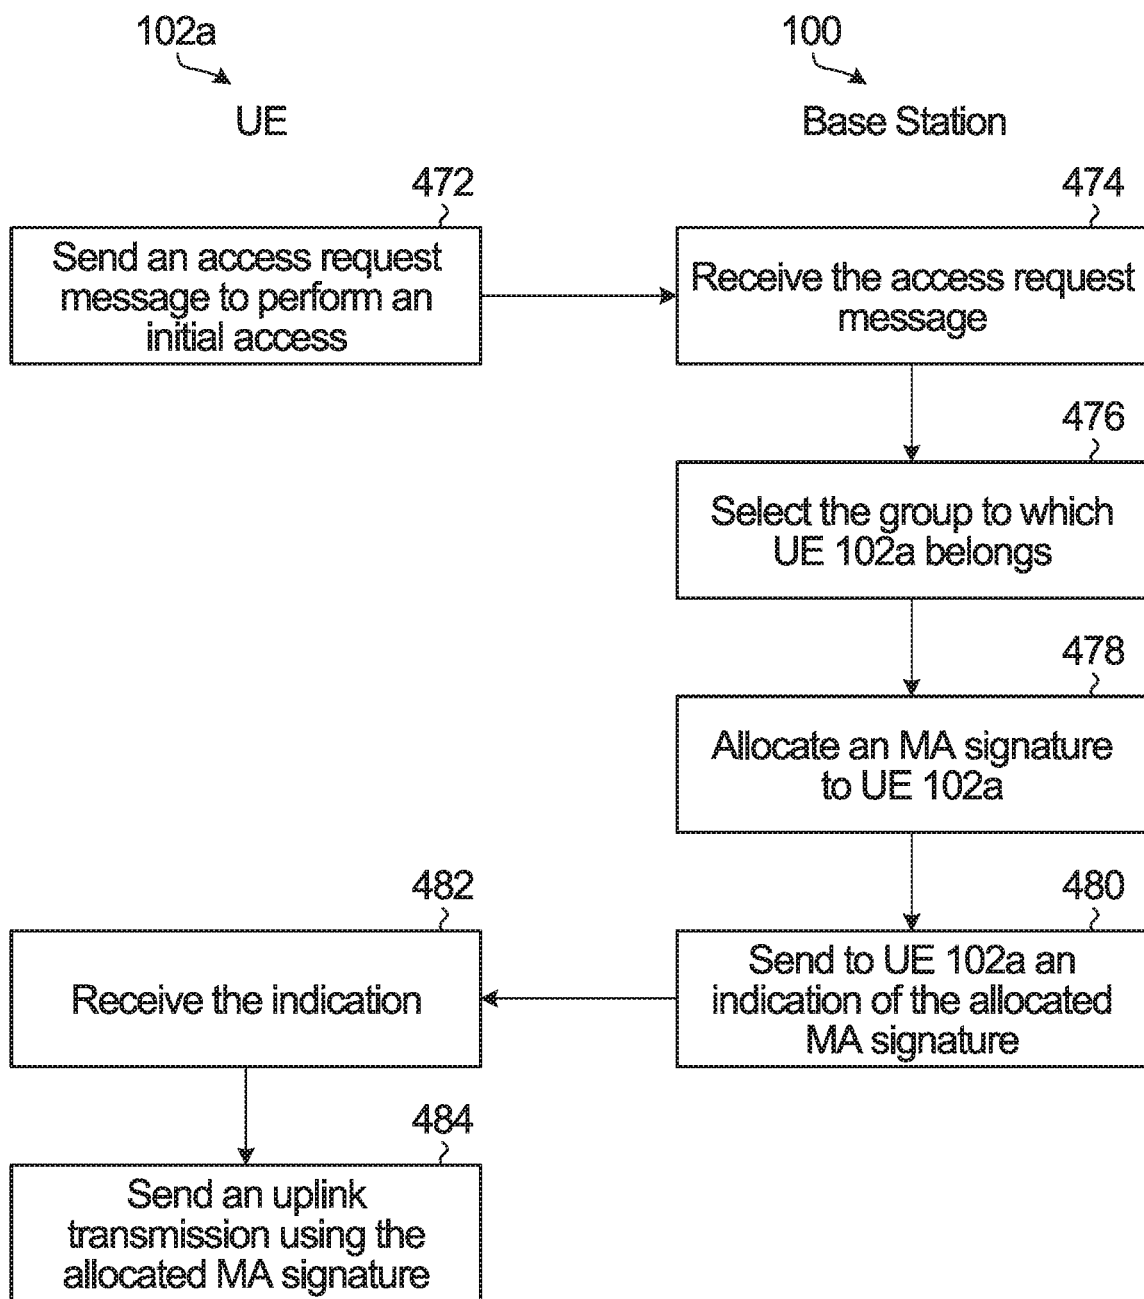 102a
100
UE
Base Station
472
474
Send an access request
message to perform an
initial access
Receive the access request
message
476
Select the group to which
UE 102a belongs
478
Allocate an MA signature
to UE 102a
482
480
Receive the indication
Send to UE 102a an
indication of the allocated
MA signature
484
Send an uplink
transmission using the
allocated MA signature